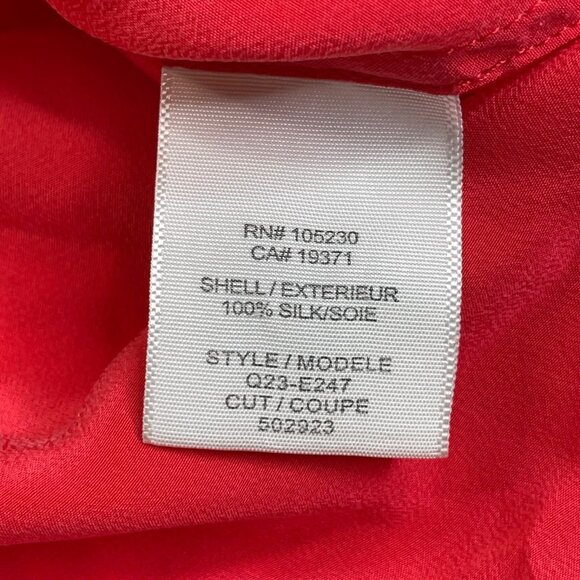 RN# 105230
CA# 19371
SHELL / EXTERIEUR
100% SILK/SOIE
STYLE / MODELE
Q23-E247
CUT / COUPE
502923